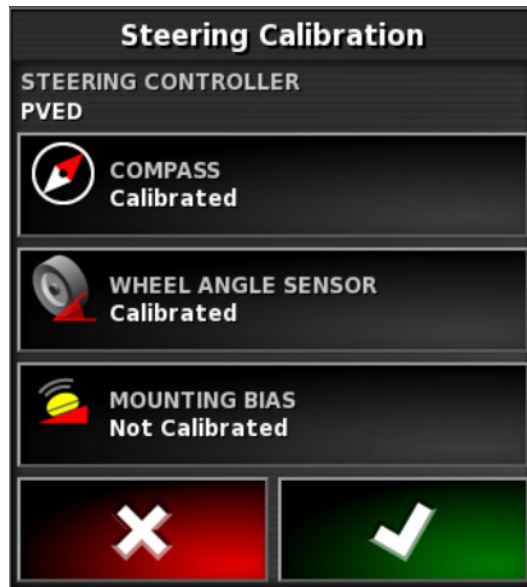 Steering Calibration
STEERING CONTROLLER
PVED
COMPASS
Calibrated
WHEEL ANGLE SENSOR
Calibrated
MOUNTING BIAS
Not Calibrated